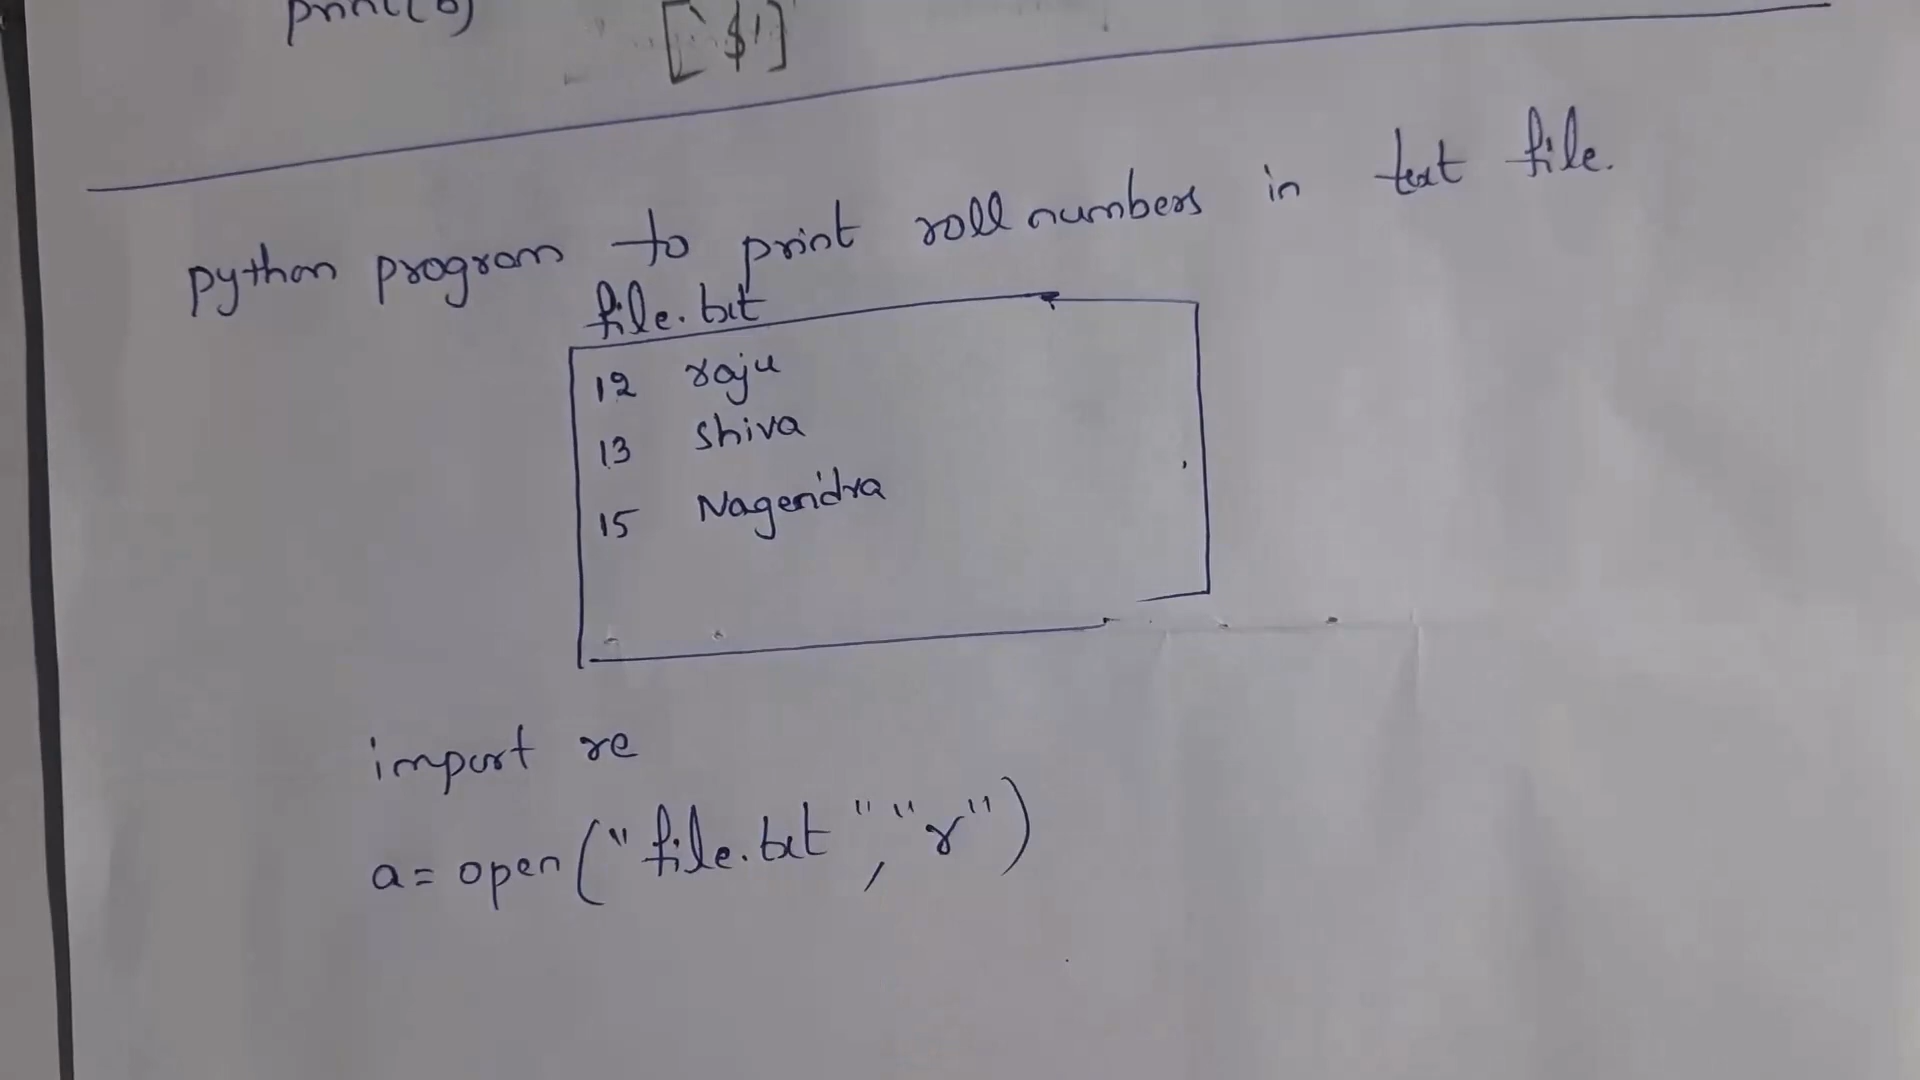 print(b)
['$']
python program to print roll numbers in text file.
file.txt
12 raju
13 shiva
15 Nagendra
import re
a= open("file.txt","r")